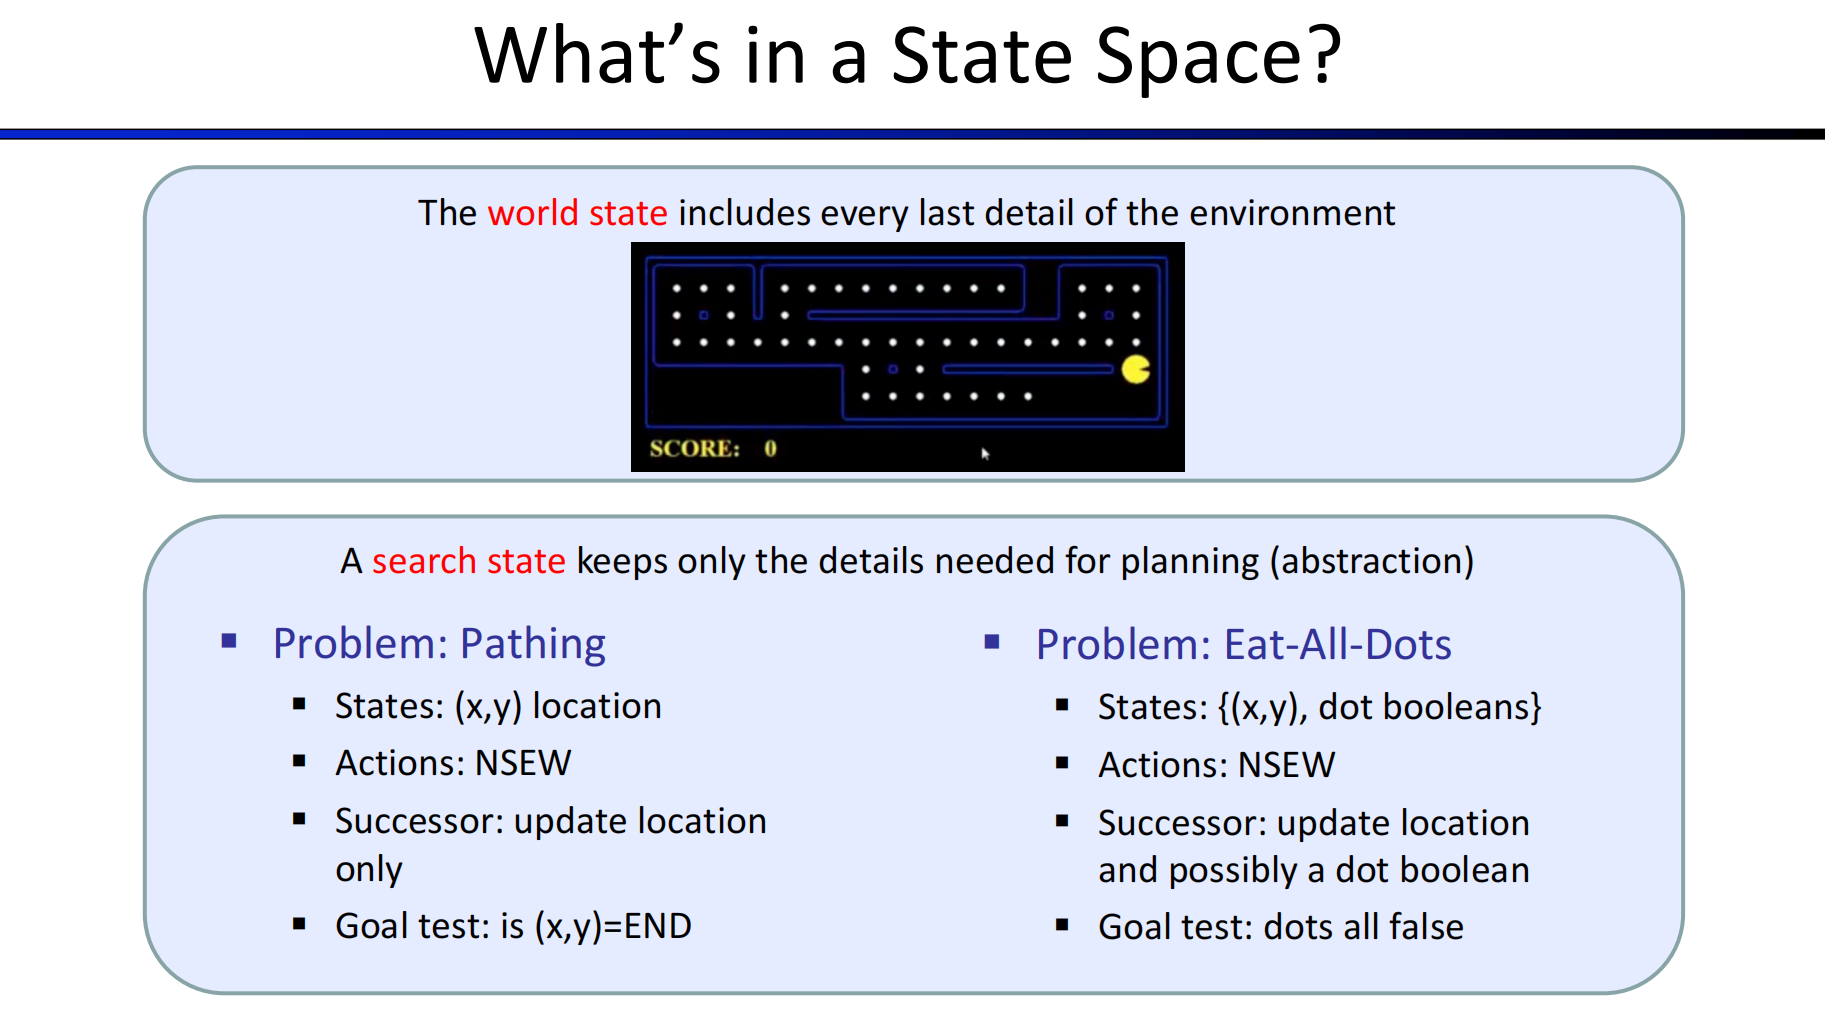 What’s in a State Space?
The world state includes every last detail of the environment
SCORE: 0
A search state keeps only the details needed for planning (abstraction)
▪ Problem: Pathing
▪ States: (x,y) location
▪ Actions: NSEW
▪ Successor: update location
only
▪ Goal test: is (x,y)=END
▪ Problem: Eat-All-Dots
▪ States: {(x,y), dot booleans}
▪ Actions: NSEW
▪ Successor: update location
and possibly a dot boolean
▪ Goal test: dots all false